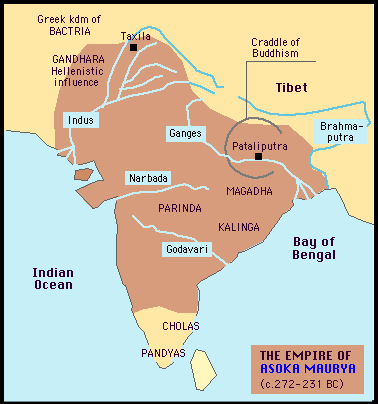 Greek kdm of
BACTRIA
Taxila
Craddle of
Buddhism
GANDHARA
Hellenistic
influence
Tibet
Indus
Ganges
Brahma-
putra
Pataliputra
Narbada
MAGADHA
PARINDA
KALINGA
Godavari
Bay of
Bengal
Indian
Ocean
CHOLAS
PANDYAS
THE EMPIRE OF
ASOKA MAURYA
(c.272-231 BC)